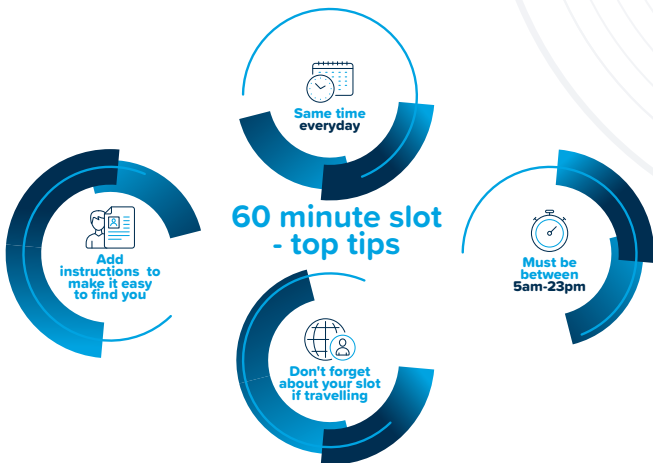 Same time
everyday
60 minute slot
- top tips
Add
instructions to
make it easy
to find you
Must be
between
5am-23pm
Don't forget
about your slot
if travelling